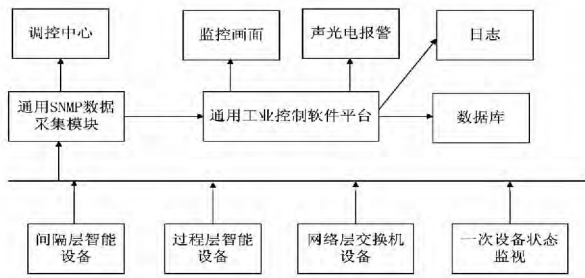 调控中心
监控画面
声光电报警
日志
通用SNMP数据
采集模块
通用工业控制软件平台
数据库
间隔层智能
设备
过程层智能
设备
网络层交换机
设备
一次设备状态
监视